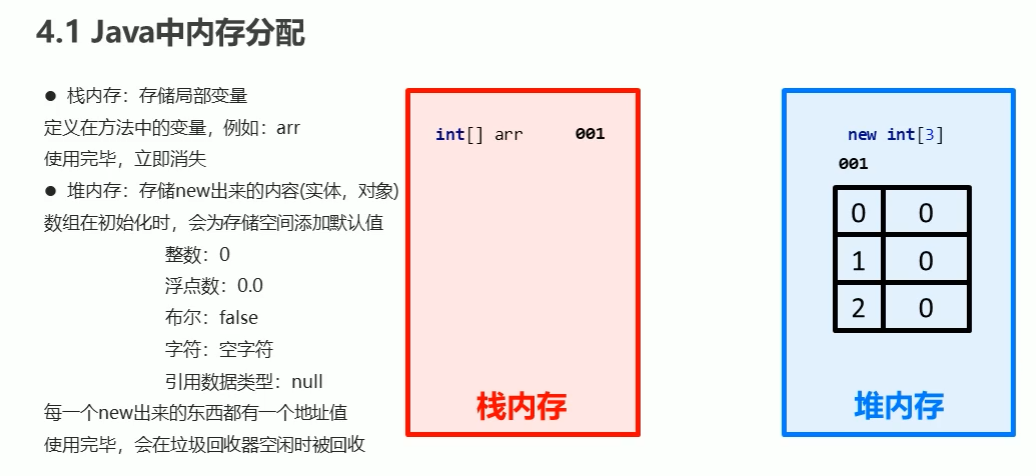 4.1 Java中内存分配
● 栈内存：存储局部变量
定义在方法中的变量，例如：arr
使用完毕，立即消失
● 堆内存：存储new出来的内容(实体，对象)
数组在初始化时，会为存储空间添加默认值
整数：0
浮点数：0.0
布尔：false
字符：空字符
引用数据类型：null
每一个new出来的东西都有一个地址值
使用完毕，会在垃圾回收器空闲时被回收
int[] arr 001
栈内存
new int[3]
001
0 0
1 0
2 0
堆内存